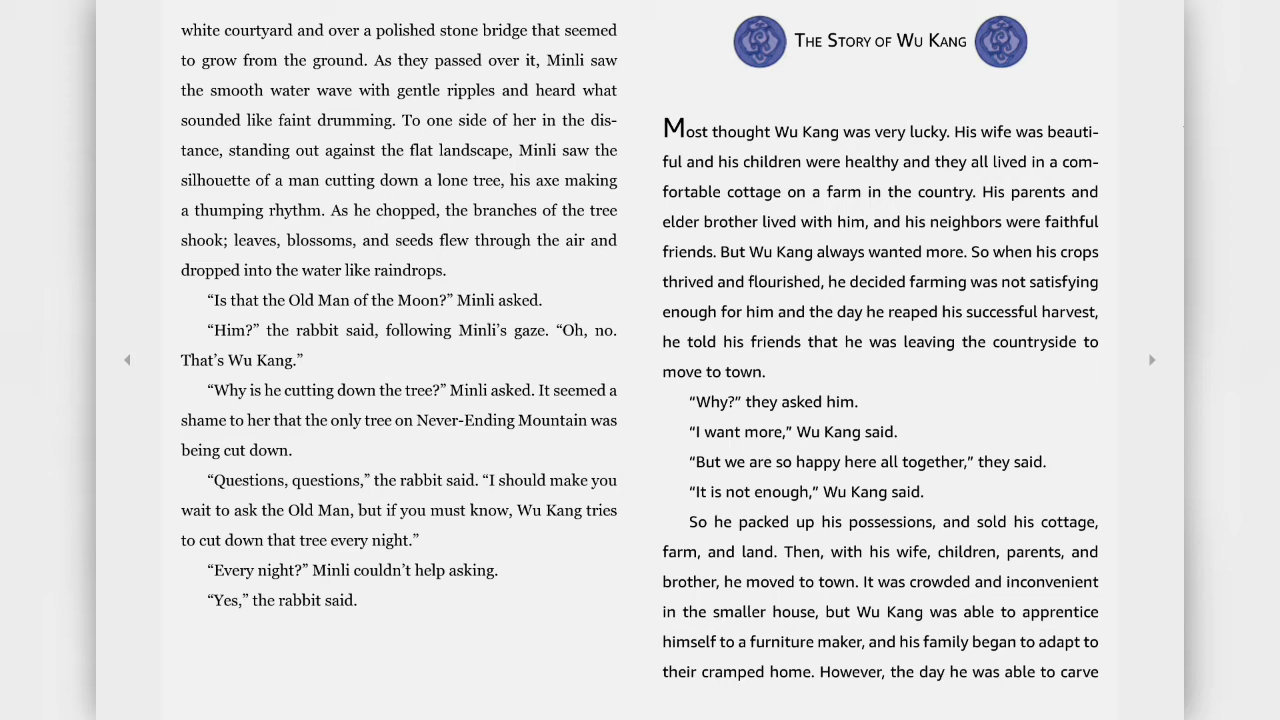 white courtyard and over a polished stone bridge that seemed
to grow from the ground. As they passed over it, Minli saw
the smooth water wave with gentle ripples and heard what
sounded like faint drumming. To one side of her in the dis-
tance, standing out against the flat landscape, Minli saw the
silhouette of a man cutting down a lone tree, his axe making
a thumping rhythm. As he chopped, the branches of the tree
shook; leaves, blossoms, and seeds flew through the air and
dropped into the water like raindrops.
“Is that the Old Man of the Moon?” Minli asked.
“Him?” the rabbit said, following Minli’s gaze. “Oh, no.
That’s Wu Kang.”
“Why is he cutting down the tree?” Minli asked. It seemed a
shame to her that the only tree on Never-Ending Mountain was
being cut down.
“Questions, questions,” the rabbit said. “I should make you
wait to ask the Old Man, but if you must know, Wu Kang tries
to cut down that tree every night.”
“Every night?” Minli couldn’t help asking.
“Yes,” the rabbit said.
The Story of Wu Kang
Most thought Wu Kang was very lucky. His wife was beauti-
ful and his children were healthy and they all lived in a com-
fortable cottage on a farm in the country. His parents and
elder brother lived with him, and his neighbors were faithful
friends. But Wu Kang always wanted more. So when his crops
thrived and flourished, he decided farming was not satisfying
enough for him and the day he reaped his successful harvest,
he told his friends that he was leaving the countryside to
move to town.
“Why?” they asked him.
“I want more,” Wu Kang said.
“But we are so happy here all together,” they said.
“It is not enough,” Wu Kang said.
So he packed up his possessions, and sold his cottage,
farm, and land. Then, with his wife, children, parents, and
brother, he moved to town. It was crowded and inconvenient
in the smaller house, but Wu Kang was able to apprentice
himself to a furniture maker, and his family began to adapt to
their cramped home. However, the day he was able to carve